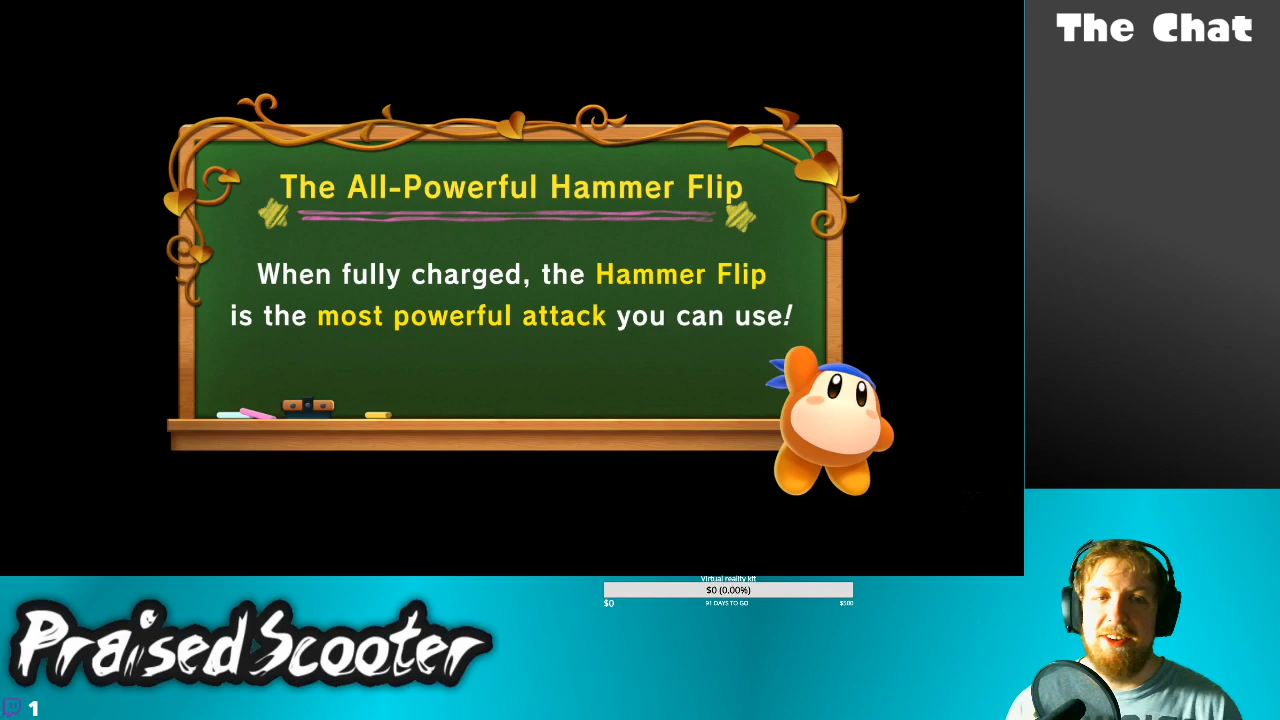 The Chat
The All-Powerful Hammer Flip
When fully charged, the Hammer Flip
is the most powerful attack you can use!
Virtual reality kit
$0 (0.00%)
$0
91 DAYS TO GO
$500
PraisedScooter
1